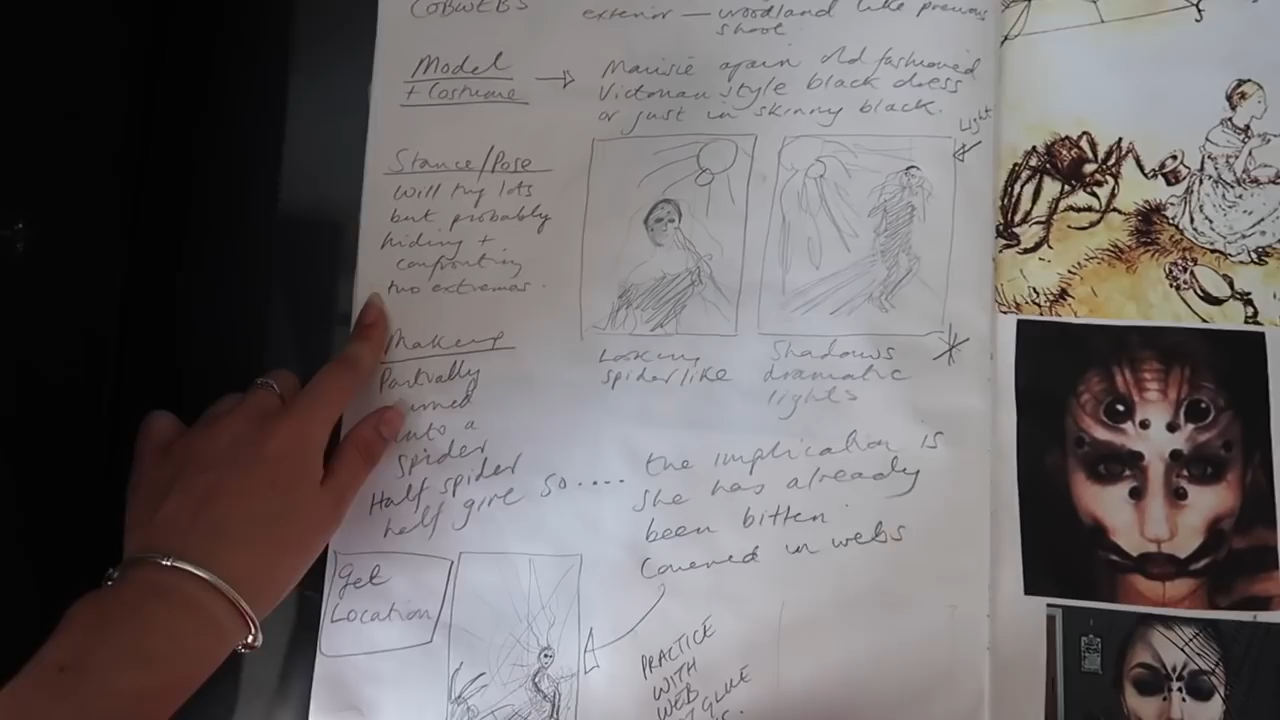 COBWEBS
exterior — woodland like previous
shoot.
Model
+ Costume
Maisie again old fashioned
Victorian style black dress
or just in skinny black.
Light
Stance/Pose
will try lots
but probably
hiding +
confronting
two extremes.
Looking
spider/like
Shadows
dramatic
lights
Makeup
Partially
turned
into a
spider
Half spider
half girl so....
the implication is
she has already
been bitten
Covered in webs
Get
Location
PRACTICE
WITH
WEB
GLUE